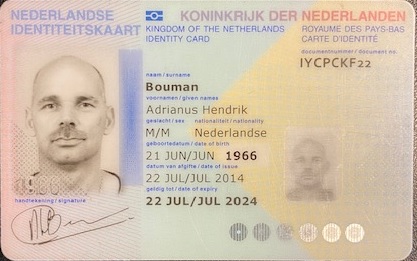 NEDERLANDSE
IDENTITEITSKAART
KONINKRIJK DER NEDERLANDEN
KINGDOM OF THE NETHERLANDS
IDENTITY CARD
ROYAUME DES PAYS-BAS
CARTE D'IDENTITÉ
documentnummer / document no.
IYCPCKF22
naam / surname
Bouman
voornamen / given names
Adrianus Hendrik
geslacht / sex nationaliteit / nationality
M/M Nederlandse
geboortedatum / date of birth
21 JUN/JUN 1966
datum van afgifte / date of issue
22 JUL/JUL 2014
geldig tot / date of expiry
22 JUL/JUL 2024
handtekening / signature